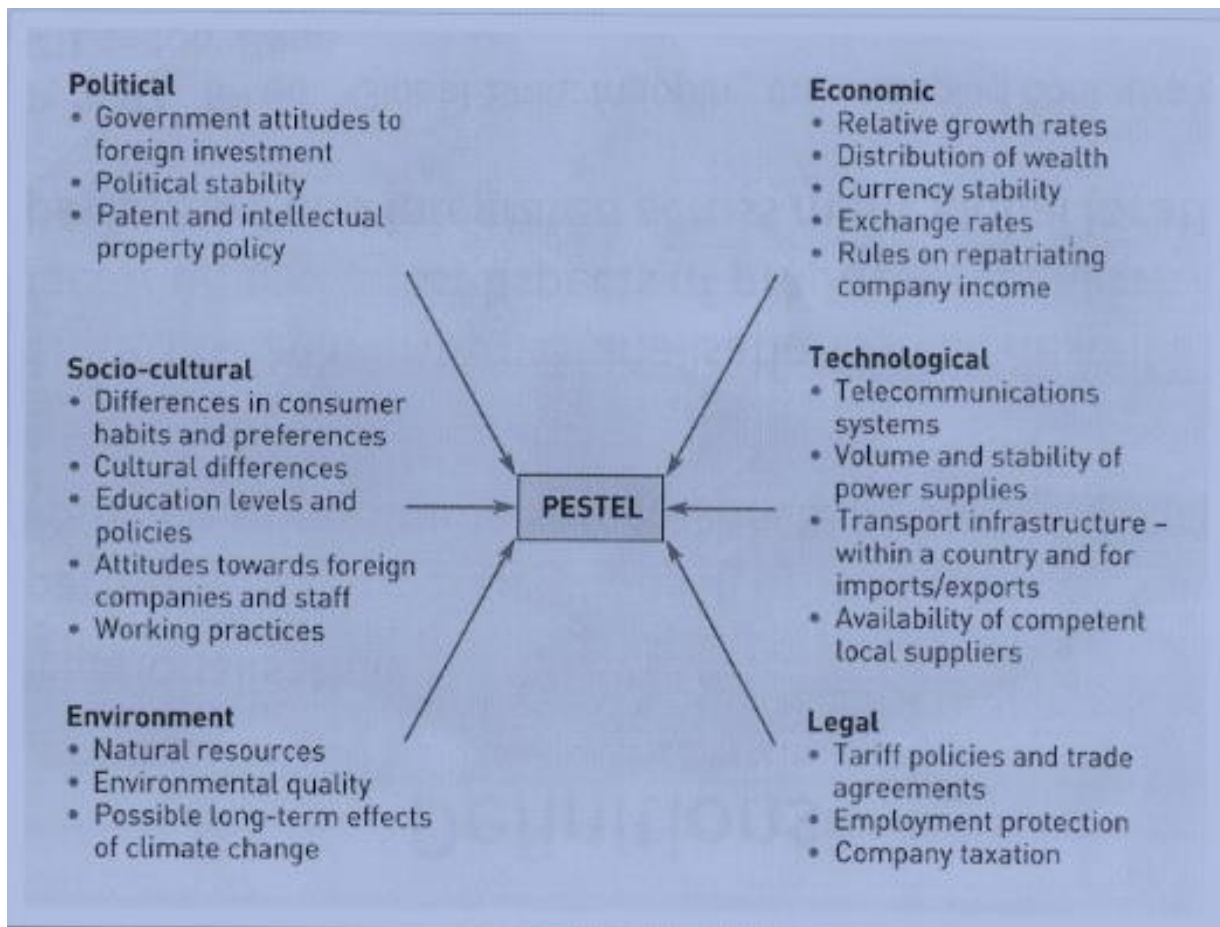 Political
• Government attitudes to
foreign investment
• Political stability
• Patent and intellectual
property policy
Economic
• Relative growth rates
• Distribution of wealth
• Currency stability
• Exchange rates
• Rules on repatriating
company income
Socio-cultural
• Differences in consumer
habits and preferences
• Cultural differences
• Education levels and
policies
• Attitudes towards foreign
companies and staff
• Working practices
PESTEL
Technological
• Telecommunications
systems
• Volume and stability of
power supplies
• Transport infrastructure –
within a country and for
imports/exports
• Availability of competent
local suppliers
Environment
• Natural resources
• Environmental quality
• Possible long-term effects
of climate change
Legal
• Tariff policies and trade
agreements
• Employment protection
• Company taxation